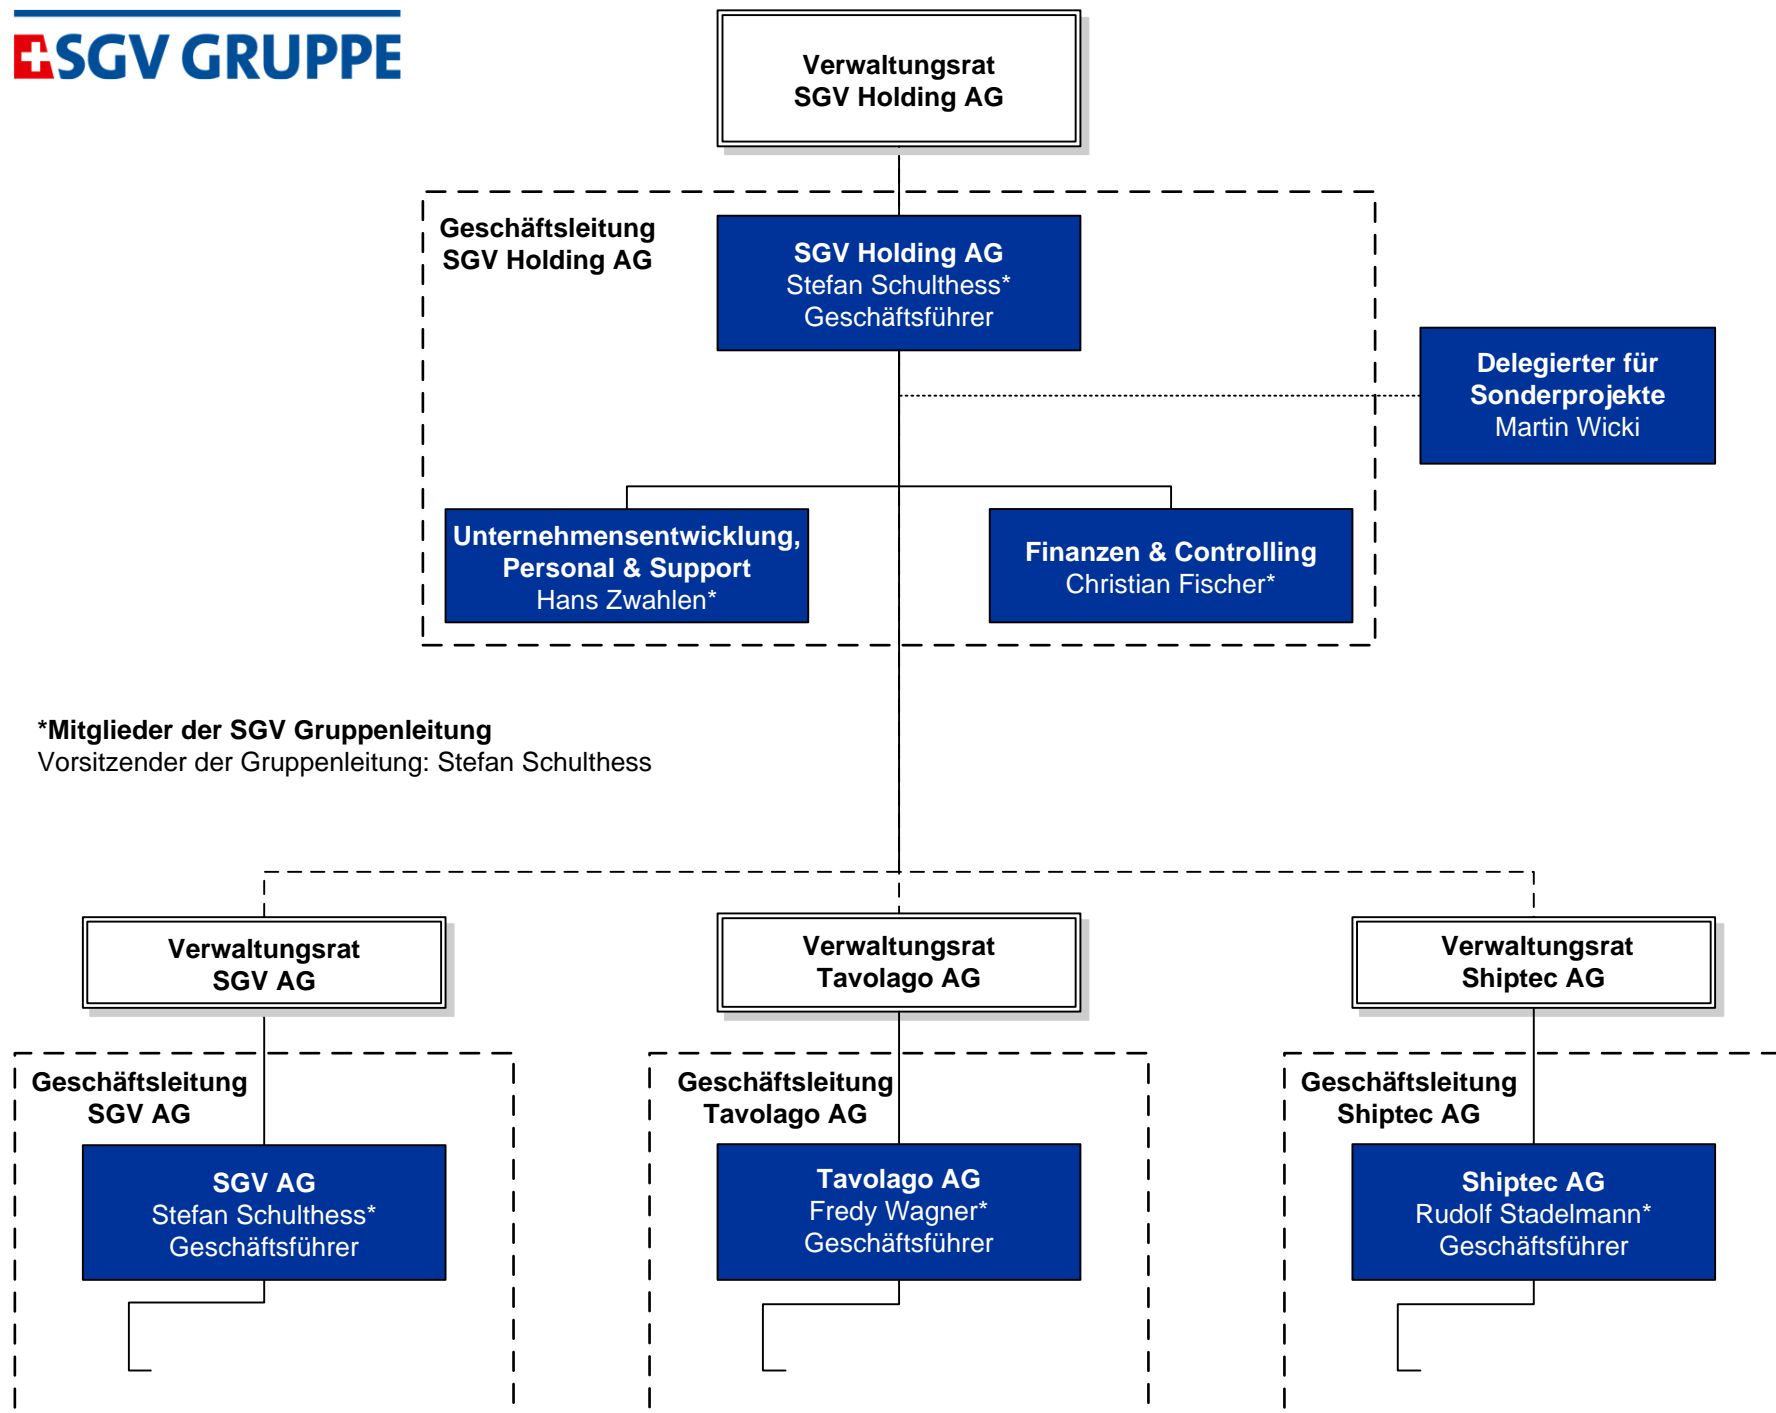 SGV GRUPPE
Verwaltungsrat
SGV Holding AG
Geschäftsleitung
SGV Holding AG
SGV Holding AG
Stefan Schulthess*
Geschäftsführer
Delegierter für
Sonderprojekte
Martin Wicki
Unternehmensentwicklung,
Personal & Support
Hans Zwahlen*
Finanzen & Controlling
Christian Fischer*
*Mitglieder der SGV Gruppenleitung
Vorsitzender der Gruppenleitung: Stefan Schulthess
Verwaltungsrat
SGV AG
Verwaltungsrat
Tavolago AG
Verwaltungsrat
Shiptec AG
Geschäftsleitung
SGV AG
Geschäftsleitung
Tavolago AG
Geschäftsleitung
Shiptec AG
SGV AG
Stefan Schulthess*
Geschäftsführer
Tavolago AG
Fredy Wagner*
Geschäftsführer
Shiptec AG
Rudolf Stadelmann*
Geschäftsführer